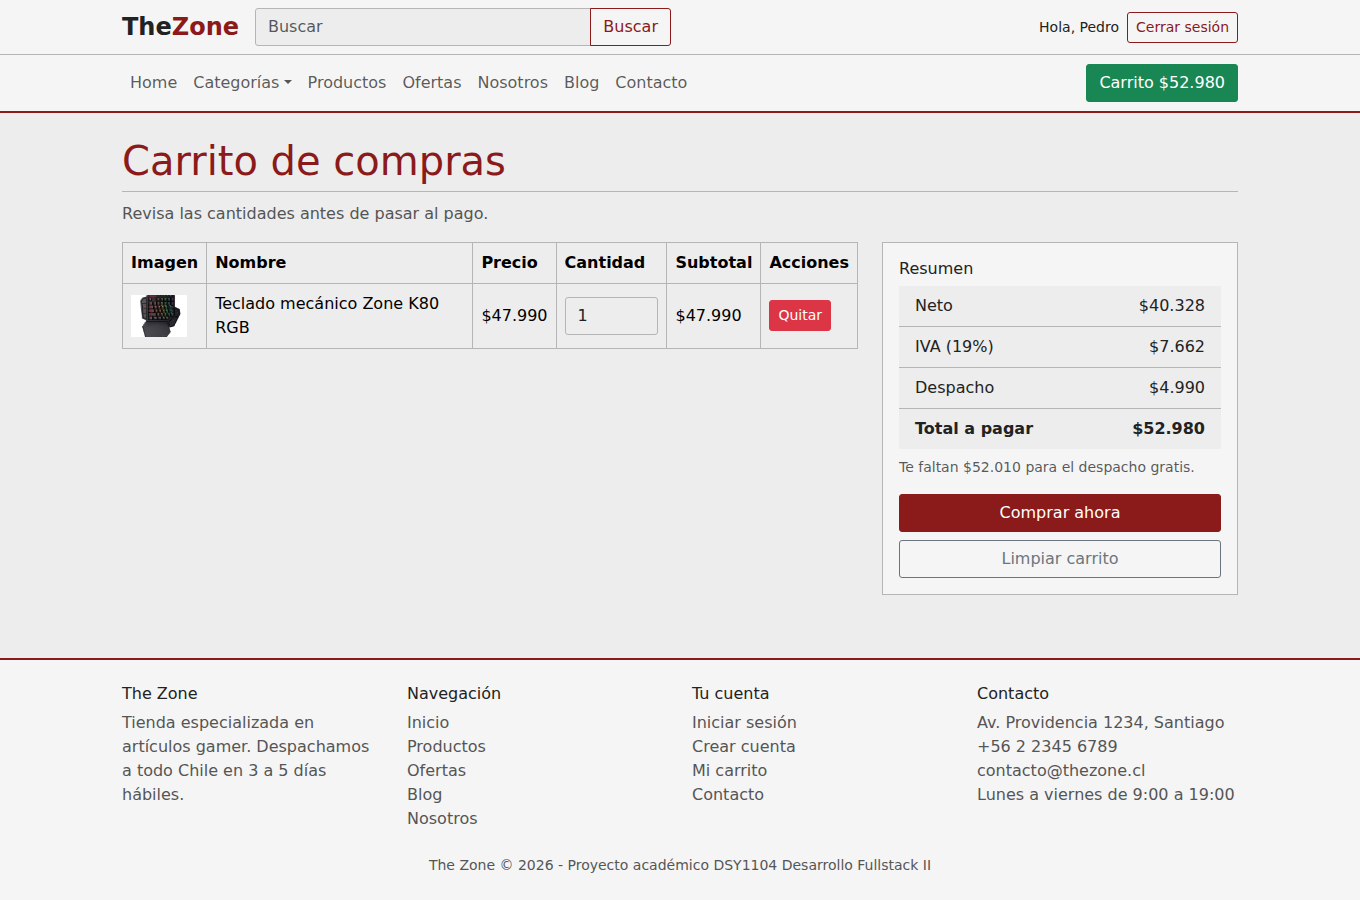 TheZone
Buscar
Buscar
Hola, Pedro
Cerrar sesión
Home
Categorías
Productos
Ofertas
Nosotros
Blog
Contacto
Carrito $52.980
Carrito de compras
Revisa las cantidades antes de pasar al pago.
Imagen
Nombre
Precio
Cantidad
Subtotal
Acciones
Teclado mecánico Zone K80
RGB
$47.990
1
$47.990
Quitar
Resumen
Neto $40.328
IVA (19%) $7.662
Despacho $4.990
Total a pagar $52.980
Te faltan $52.010 para el despacho gratis.
Comprar ahora
Limpiar carrito
The Zone
Tienda especializada en
artículos gamer. Despachamos
a todo Chile en 3 a 5 días
hábiles.
Navegación
Inicio
Productos
Ofertas
Blog
Nosotros
Tu cuenta
Iniciar sesión
Crear cuenta
Mi carrito
Contacto
Contacto
Av. Providencia 1234, Santiago
+56 2 2345 6789
contacto@thezone.cl
Lunes a viernes de 9:00 a 19:00
The Zone © 2026 - Proyecto académico DSY1104 Desarrollo Fullstack II